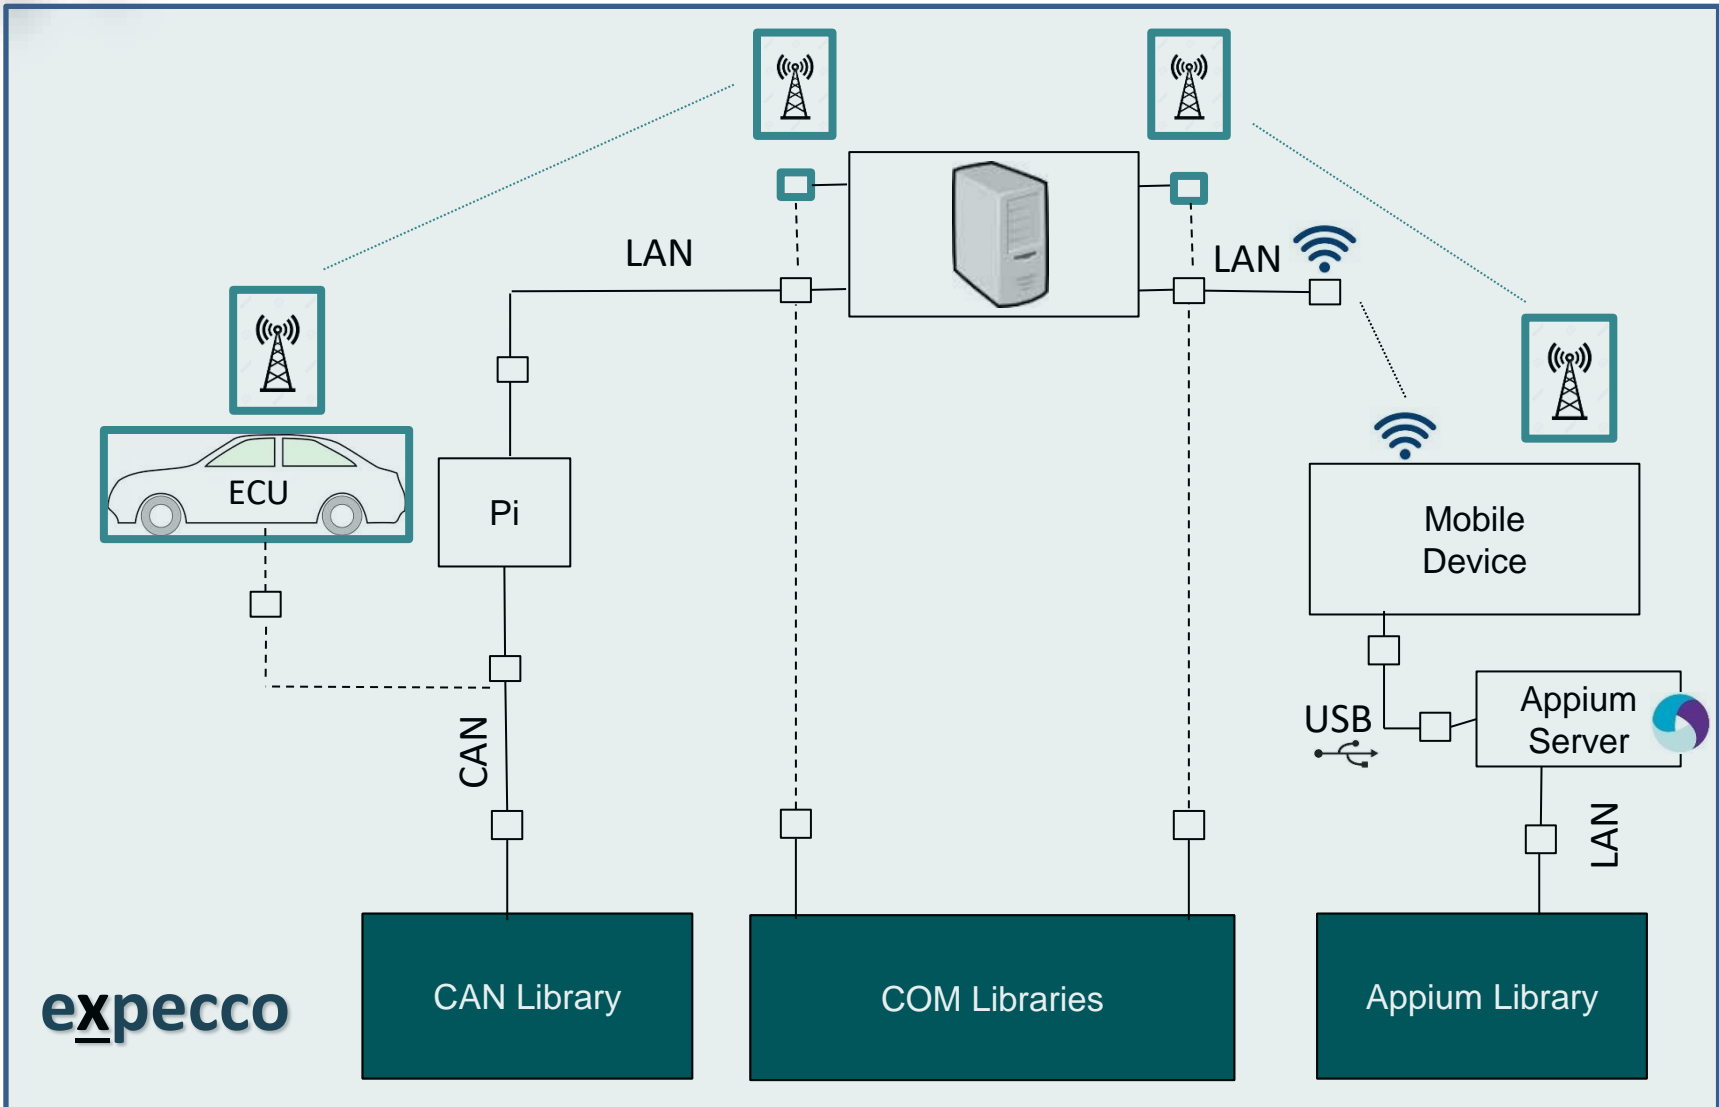 LAN
LAN
ECU
Pi
Mobile
Device
CAN
USB
Appium
Server
LAN
CAN Library
COM Libraries
Appium Library
expecco